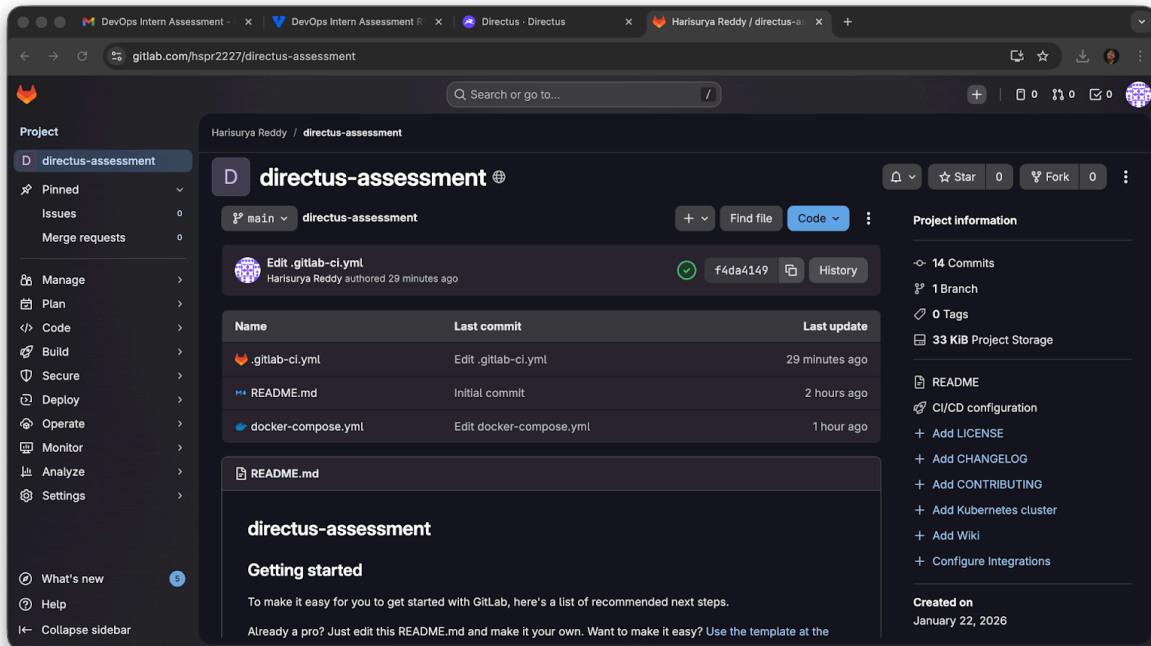 DevOps Intern Assessment -
DevOps Intern Assessment R
Directus · Directus
Harisurya Reddy / directus-a
gitlab.com/hspr2227/directus-assessment
Search or go to...
/
0
0
0
Project
D directus-assessment
Pinned
Issues 0
Merge requests 0
Manage
Plan
Code
Build
Secure
Deploy
Operate
Monitor
Analyze
Settings
What's new 5
Help
Collapse sidebar
Harisurya Reddy / directus-assessment
D directus-assessment
Star 0
Fork 0
main directus-assessment
Find file
Code
Edit .gitlab-ci.yml
Harisurya Reddy authored 29 minutes ago
f4da4149
History
Name Last commit Last update
.gitlab-ci.yml Edit .gitlab-ci.yml 29 minutes ago
README.md Initial commit 2 hours ago
docker-compose.yml Edit docker-compose.yml 1 hour ago
README.md
directus-assessment
Getting started
To make it easy for you to get started with GitLab, here's a list of recommended next steps.
Already a pro? Just edit this README.md and make it your own. Want to make it easy? Use the template at the
Project information
14 Commits
1 Branch
0 Tags
33 KiB Project Storage
README
CI/CD configuration
+ Add LICENSE
+ Add CHANGELOG
+ Add CONTRIBUTING
+ Add Kubernetes cluster
+ Add Wiki
+ Configure Integrations
Created on
January 22, 2026